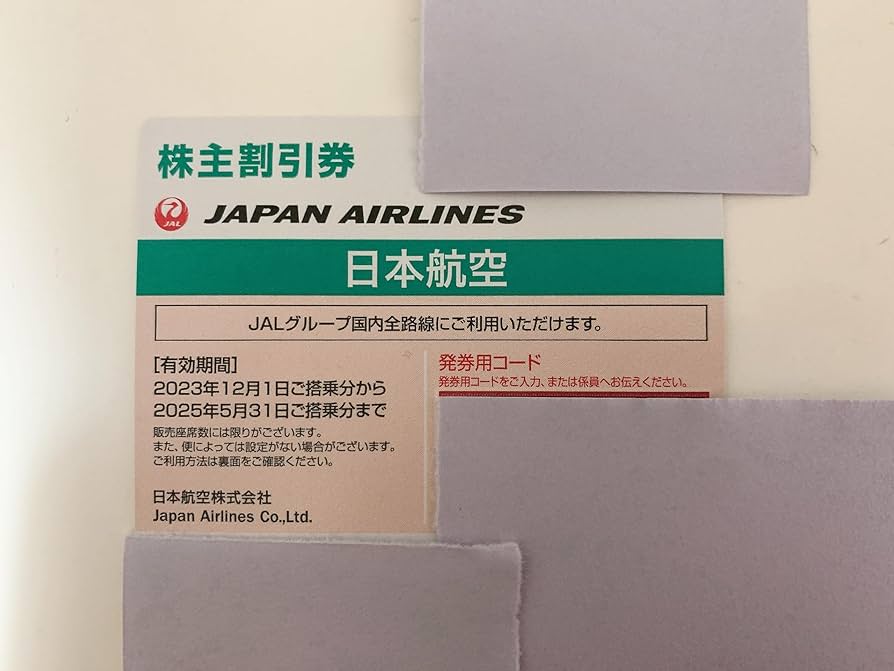 株主割引券
JAL JAPAN AIRLINES
日本航空
JALグループ国内全路線にご利用いただけます。
[有効期間]
2023年12月1日ご搭乗分から
2025年5月31日ご搭乗分まで
販売座席数には限りがございます。
また、便によっては設定がない場合がございます。
ご利用方法は裏面をご確認ください。
日本航空株式会社
Japan Airlines Co.,Ltd.
発券用コード
発券用コードをご入力、または係員へお伝えください。